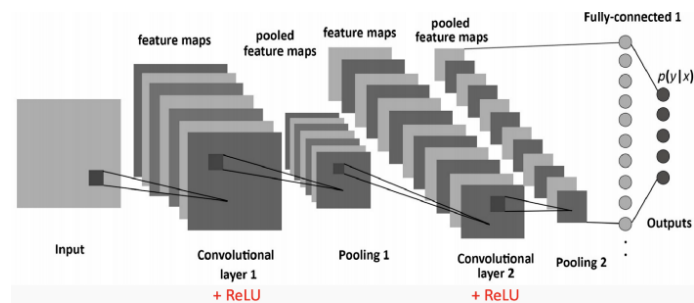 Fully-connected 1
pooled
feature maps
feature maps
pooled
feature maps
feature maps
p(y|x)
Input
Convolutional
layer 1
Pooling 1
Convolutional
layer 2
Pooling 2
Outputs
+ ReLU
+ ReLU